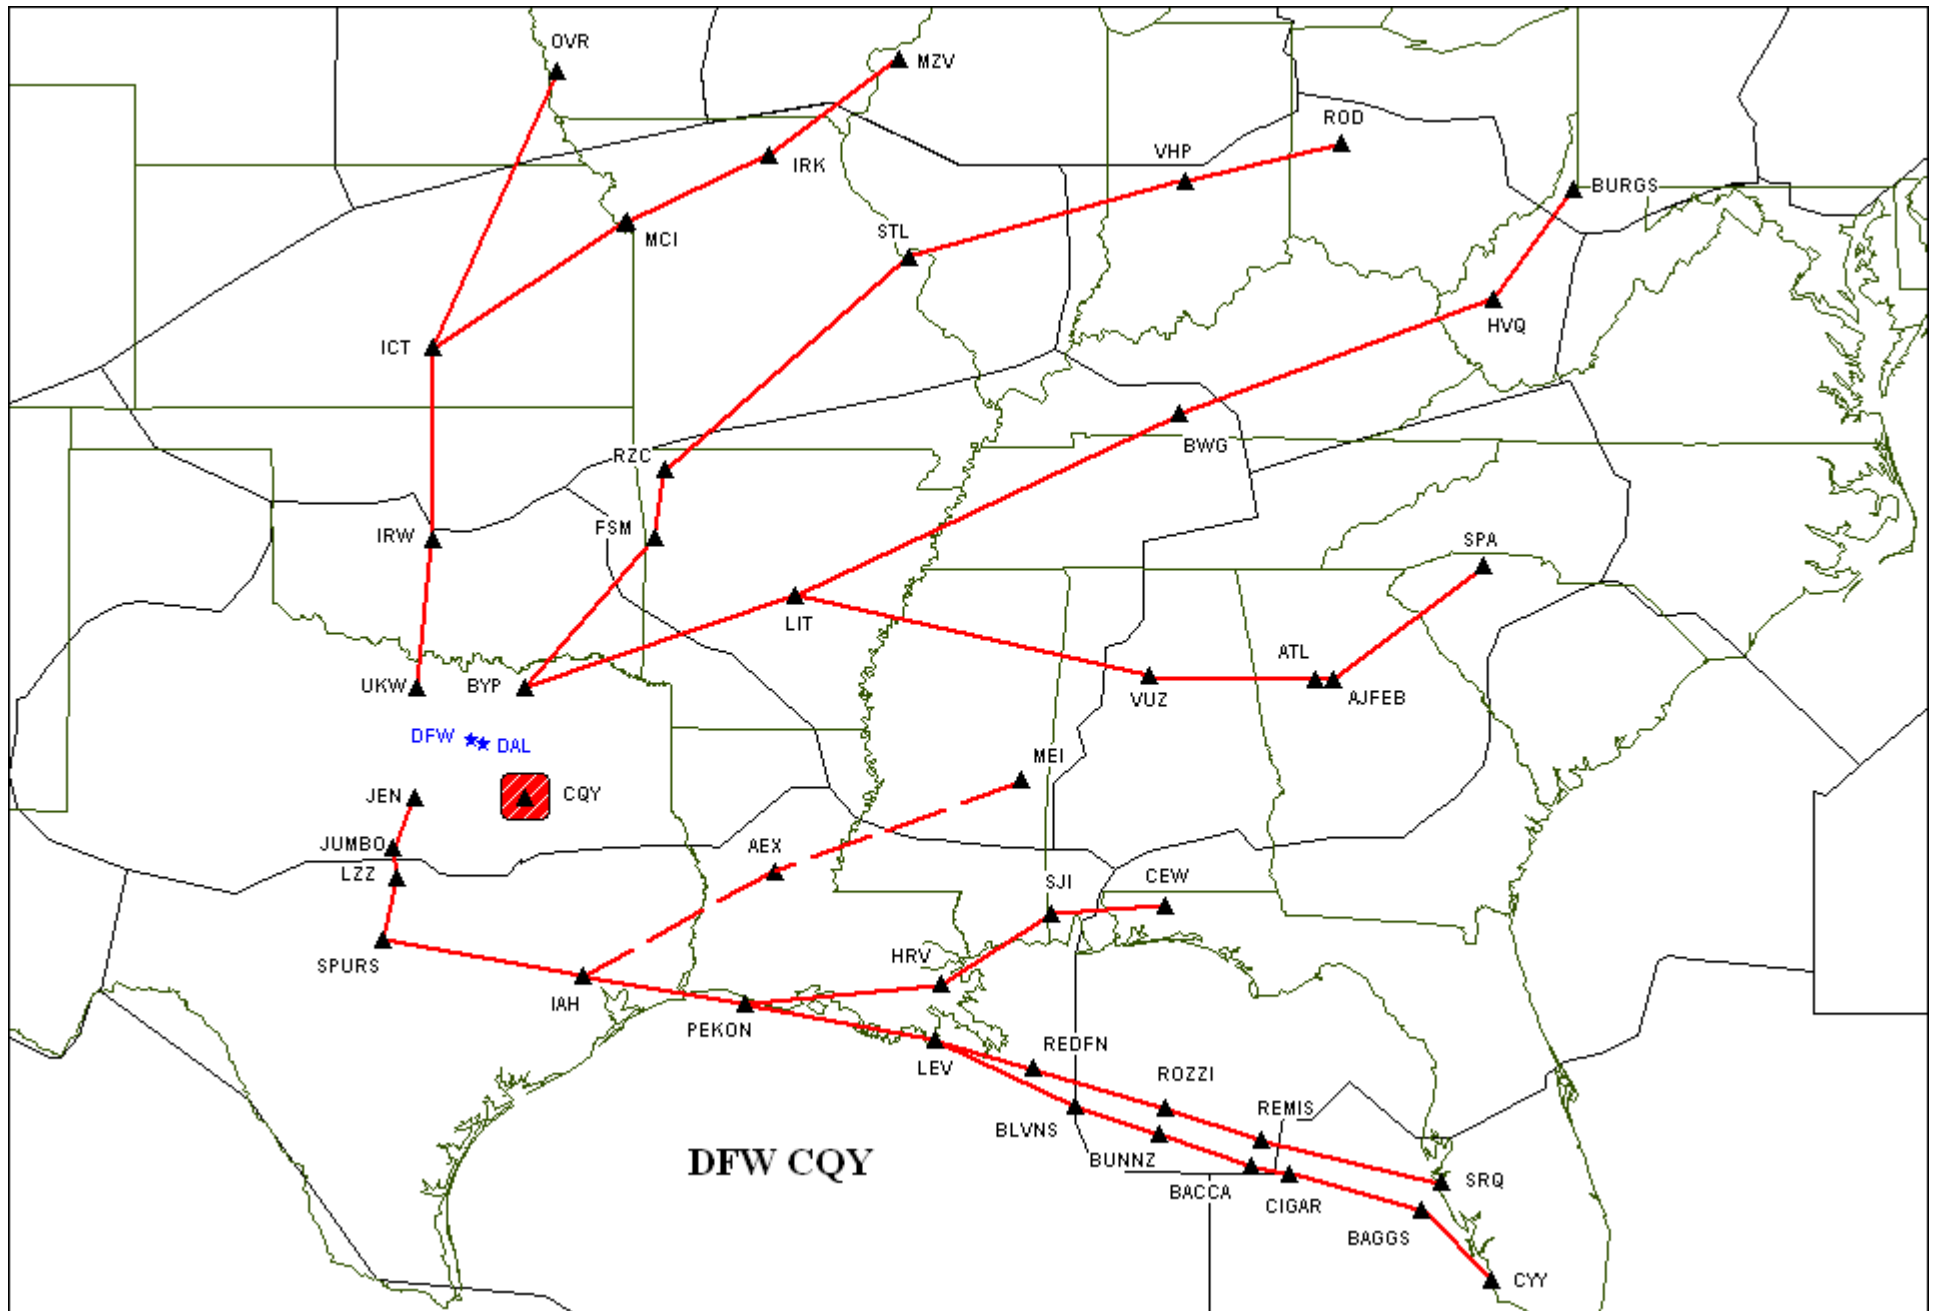 OVR
MZV
ROD
VHP
IRK
BURGS
STL
MCI
HVQ
ICT
BWG
RZC
FSM
IRW
SPA
LIT
ATL
UKW
BYP
VUZ
AJFEB
DFW
DAL
MEI
JEN
CQY
JUMBO
AEX
LZZ
CEW
SJI
HRV
SPURS
IAH
PEKON
REDFN
LEV
ROZZI
REMIS
BLVNS
BUNNZ
DFW CQY
SRQ
BACCA
CIGAR
BAGGS
CYY